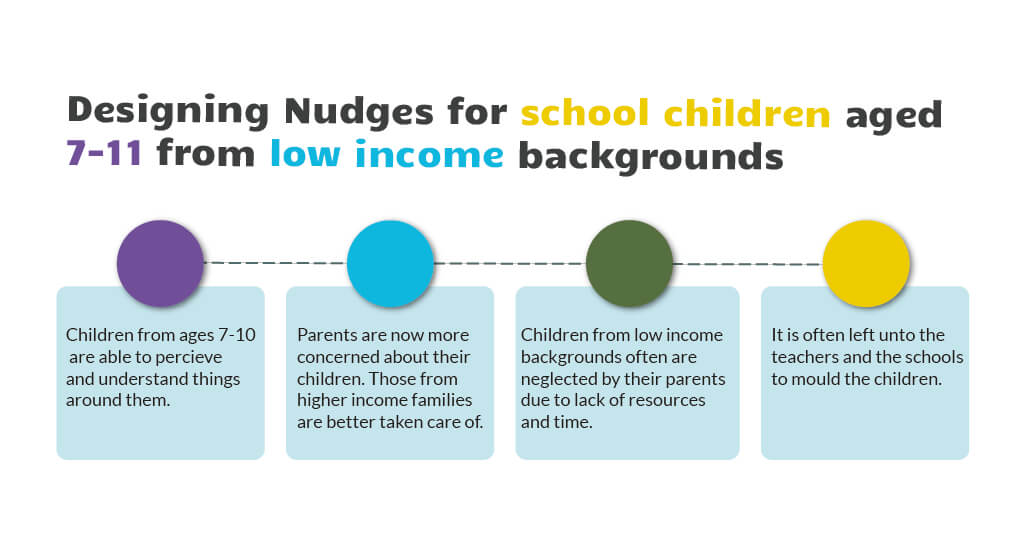 Designing Nudges for school children aged
7-11 from low income backgrounds
Children from ages 7-10
are able to percieve
and understand things
around them.
Parents are now more
concerned about their
children. Those from
higher income families
are better taken care of.
Children from low income
backgrounds often are
neglected by their parents
due to lack of resources
and time.
It is often left unto the
teachers and the schools
to mould the children.